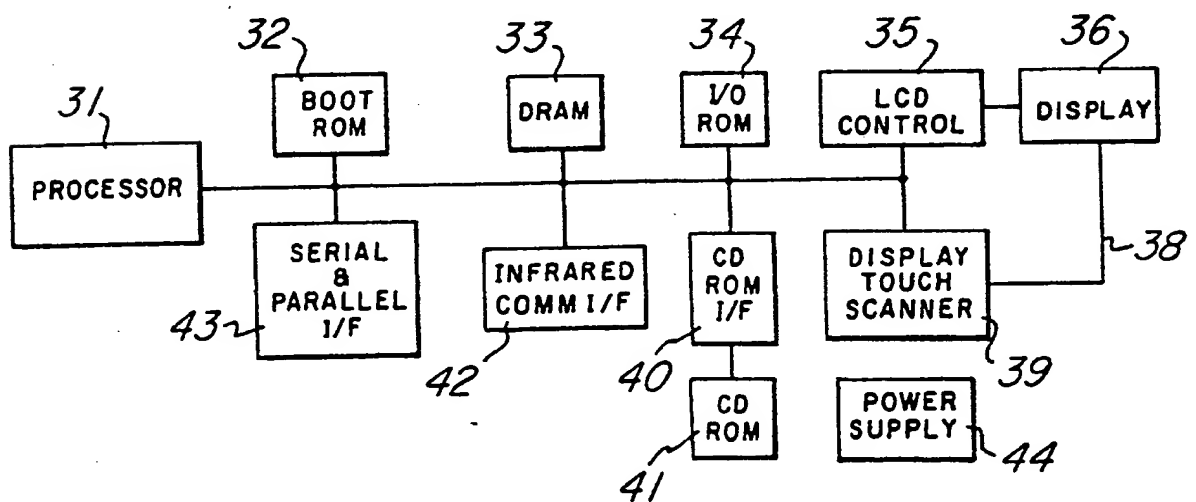 32
33
34
35
36
31
BOOT
ROM
DRAM
I/O
ROM
LCD
CONTROL
DISPLAY
PROCESSOR
SERIAL
&
PARALLEL
I/F
INFRARED
COMM I/F
CD
ROM
I/F
DISPLAY
TOUCH
SCANNER
38
43
42
40
39
CD
ROM
POWER
SUPPLY
41
44